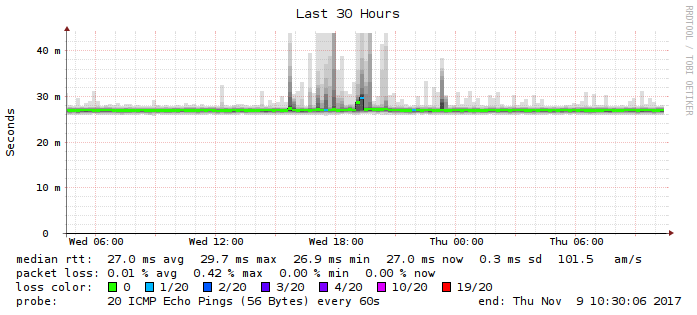 Last 30 Hours
RRDTOOL / TOBI OETIKER
Seconds
40 m
30 m
20 m
10 m
0
Wed 06:00 Wed 12:00 Wed 18:00 Thu 00:00 Thu 06:00
median rtt: 27.0 ms avg 29.7 ms max 26.9 ms min 27.0 ms now 0.3 ms sd 101.5 am/s
packet loss: 0.01 % avg 0.42 % max 0.00 % min 0.00 % now
loss color: 0 1/20 2/20 3/20 4/20 10/20 19/20
probe: 20 ICMP Echo Pings (56 Bytes) every 60s end: Thu Nov 9 10:30:06 2017